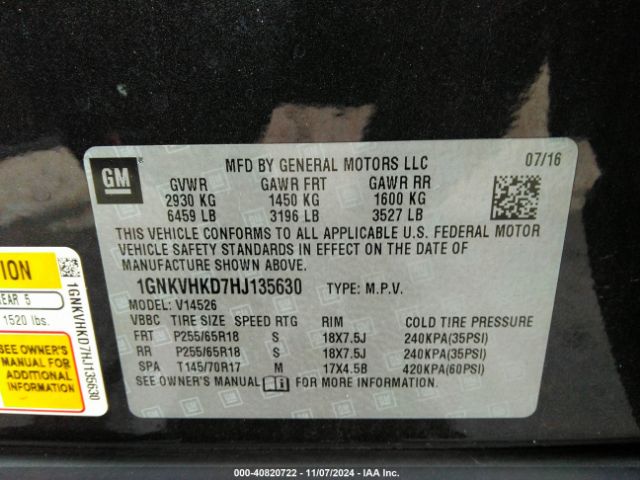 GM
MFD BY GENERAL MOTORS LLC 07/16
GVWR GAWR FRT GAWR RR
2930 KG 1450 KG 1600 KG
6459 LB 3196 LB 3527 LB
THIS VEHICLE CONFORMS TO ALL APPLICABLE U.S. FEDERAL MOTOR
VEHICLE SAFETY STANDARDS IN EFFECT ON THE DATE OF
MANUFACTURE SHOWN ABOVE.
1GNKVHKD7HJ135630 TYPE: M.P.V.
MODEL: V14526
VBBC TIRE SIZE SPEED RTG RIM COLD TIRE PRESSURE
FRT P255/65R18 S 18X7.5J 240KPA(35PSI)
RR P255/65R18 S 18X7.5J 240KPA(35PSI)
SPA T145/70R17 M 17X4.5B 420KPA(60PSI)
SEE OWNER'S MANUAL FOR MORE INFORMATION.
TION
EAR 5
1520 lbs.
SEE OWNER'S
MANUAL FOR
ADDITIONAL
INFORMATION
1GNKVHKD7HJ135630
© - 40820722 - 11/07/2024 - IAA Inc.